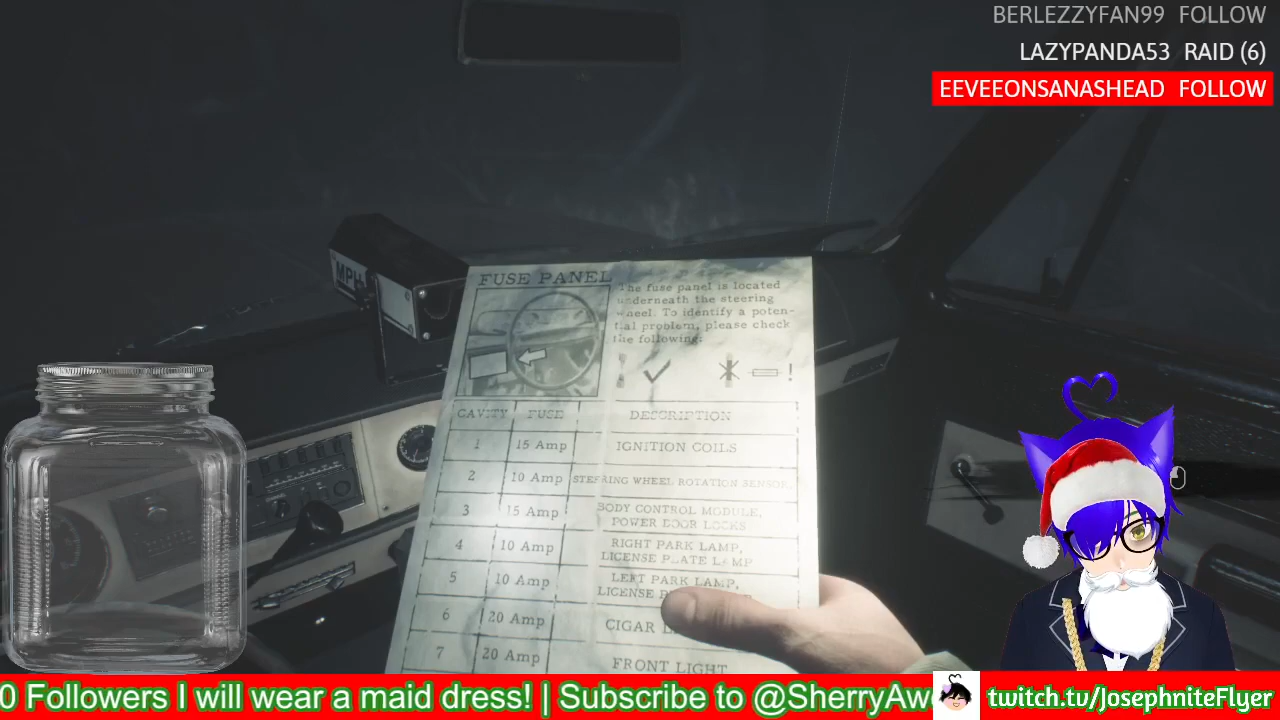 BERLEZZYFAN99 FOLLOW
LAZYPANDA53 RAID (6)
EEVEEONSANASHEAD FOLLOW
MPH
FUSE PANEL
The fuse panel is located
underneath the steering
wheel. To identify a poten-
tial problem, please check
the following:
!
CAVITY FUSE DESCRIPTION
1 15 Amp IGNITION COILS
2 10 Amp STEERING WHEEL ROTATION SENSOR,
3 15 Amp BODY CONTROL MODULE,
POWER DOOR LOCKS
4 10 Amp RIGHT PARK LAMP,
LICENSE PLATE LAMP
5 10 Amp LEFT PARK LAMP,
LICENSE
6 20 Amp CIGAR
7 20 Amp FRONT LIGHT
0 Followers I will wear a maid dress! | Subscribe to @SherryAw
twitch.tv/JosephniteFlyer